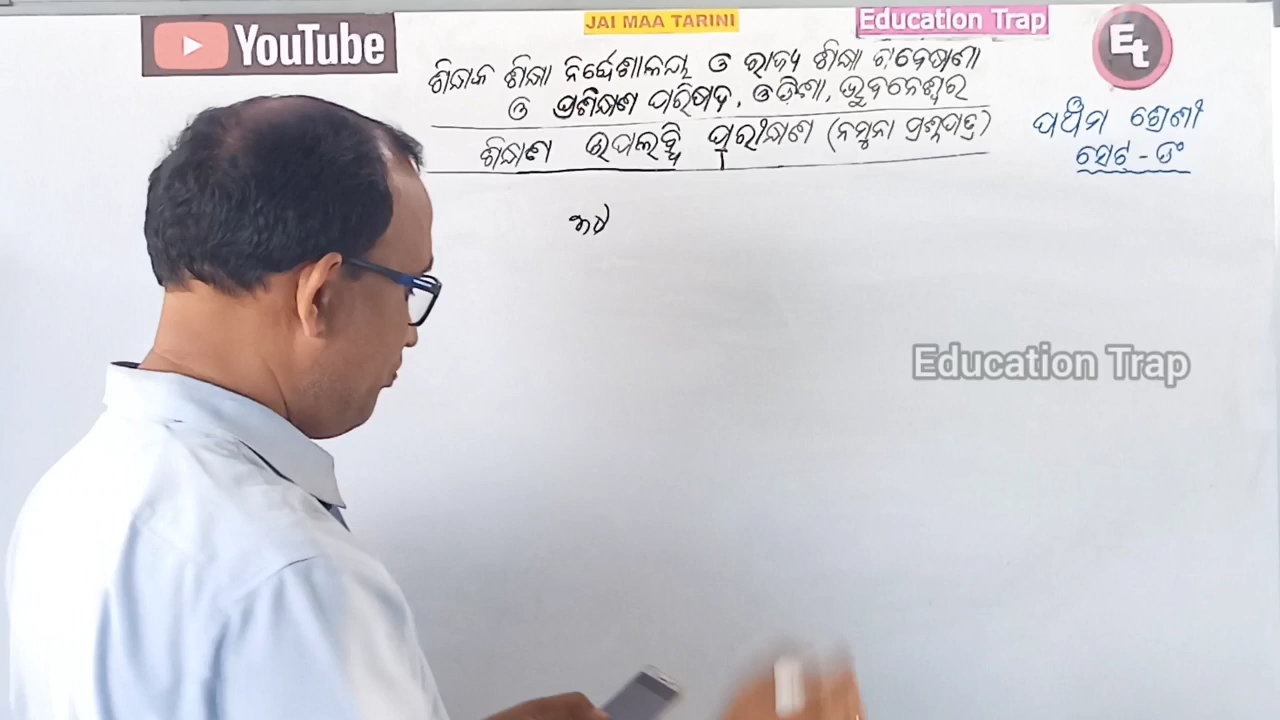 YouTube
JAI MAA TARINI
Education Trap
Et
ଶିକ୍ଷକ ଶିକ୍ଷା ନିର୍ଦ୍ଦେଶାଳୟ ଓ ରାଜ୍ୟ ଶିକ୍ଷା ଗବେଷଣା
ଓ ପ୍ରଶିକ୍ଷଣ ପରିଷଦ, ଓଡ଼ିଶା, ଭୁବନେଶ୍ୱର
ଶିକ୍ଷଣ ଉପଲବ୍ଧି ପୁରୀକ୍ଷଣ (ନମୁନା ପ୍ରଶ୍ନପତ୍ର)
ପଞ୍ଚମ ଶ୍ରେଣୀ
ସେଟ -
Education Trap